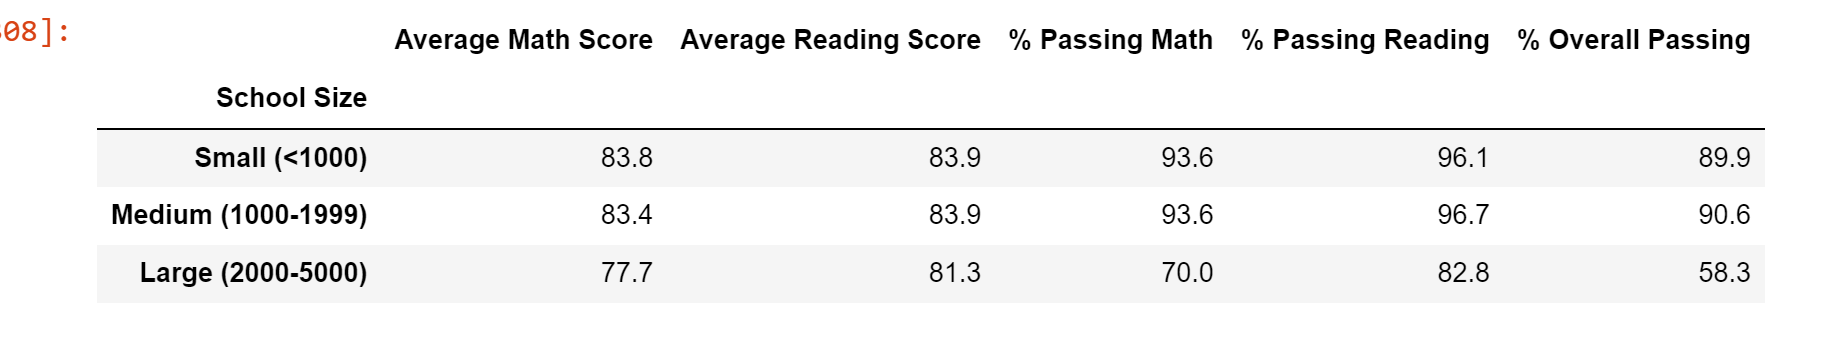 08]:
Average Math Score Average Reading Score % Passing Math % Passing Reading % Overall Passing
School Size
Small (<1000) 83.8 83.9 93.6 96.1 89.9
Medium (1000-1999) 83.4 83.9 93.6 96.7 90.6
Large (2000-5000) 77.7 81.3 70.0 82.8 58.3